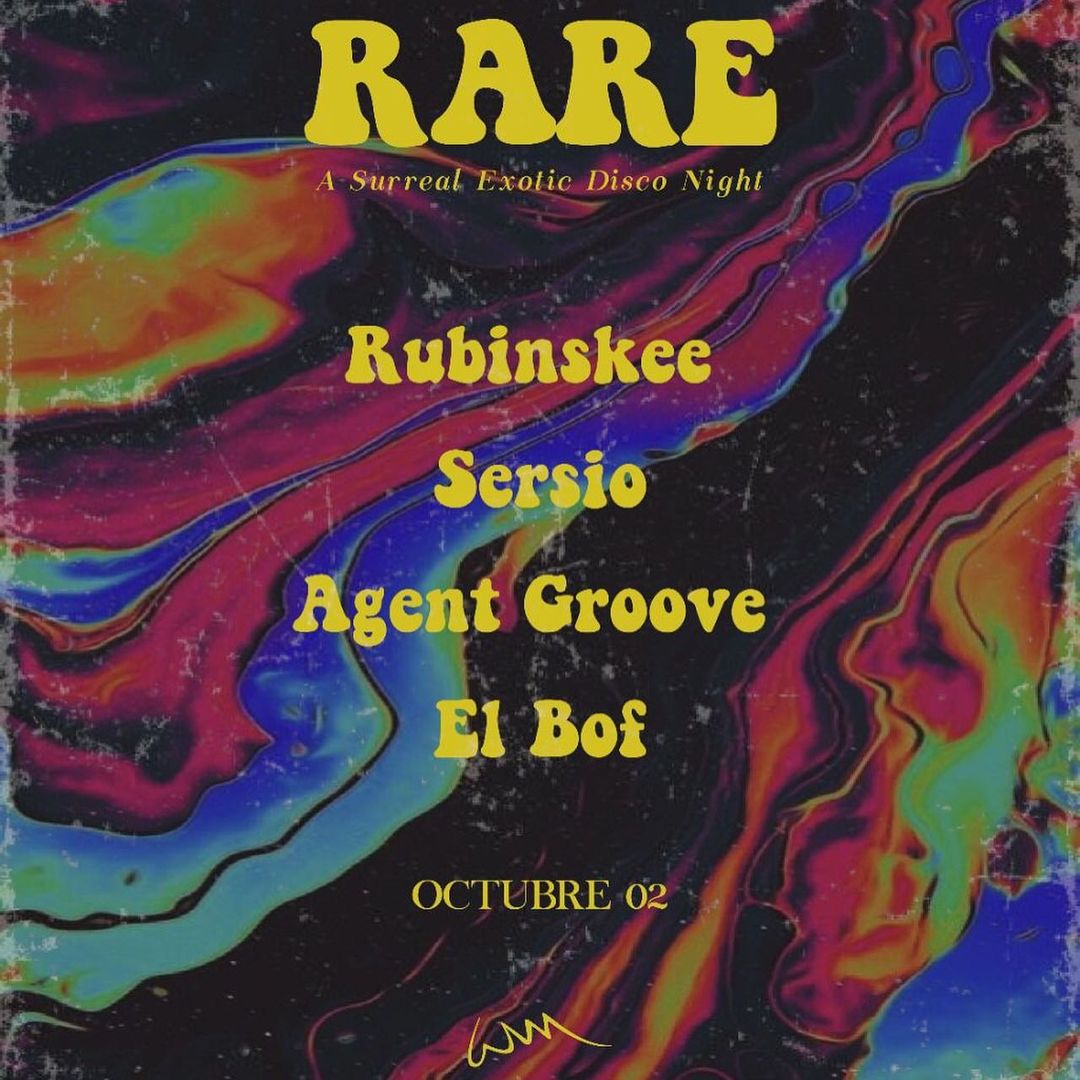 RARE
A Surreal Exotic Disco Night
Rubinskee
Sersio
Agent Groove
El Bof
OCTUBRE 02